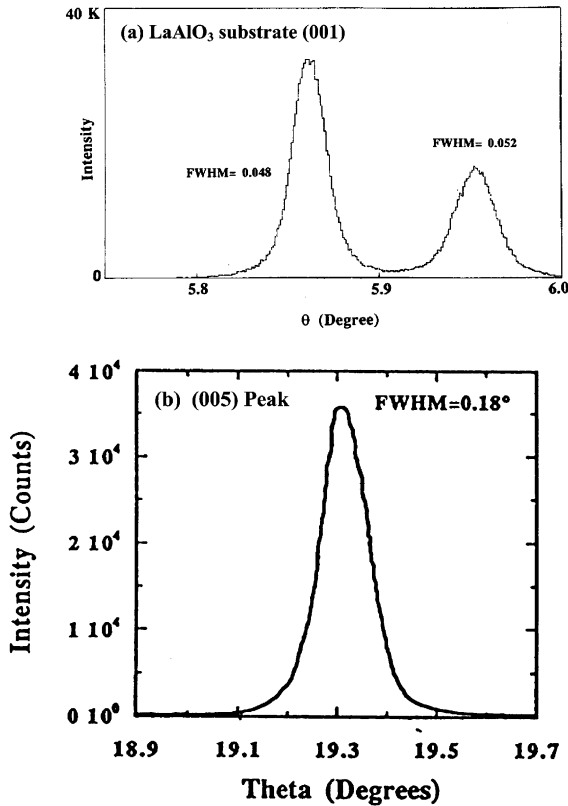 40 K
(a) LaAlO₃ substrate (001)
Intensity
FWHM= 0.048
FWHM= 0.052
0
5.8
5.9
6.0
θ (Degree)
4 10⁴
(b) (005) Peak
FWHM=0.18°
3 10⁴
2 10⁴
1 10⁴
0 10⁰
Intensity (Counts)
18.9
19.1
19.3
19.5
19.7
Theta (Degrees)